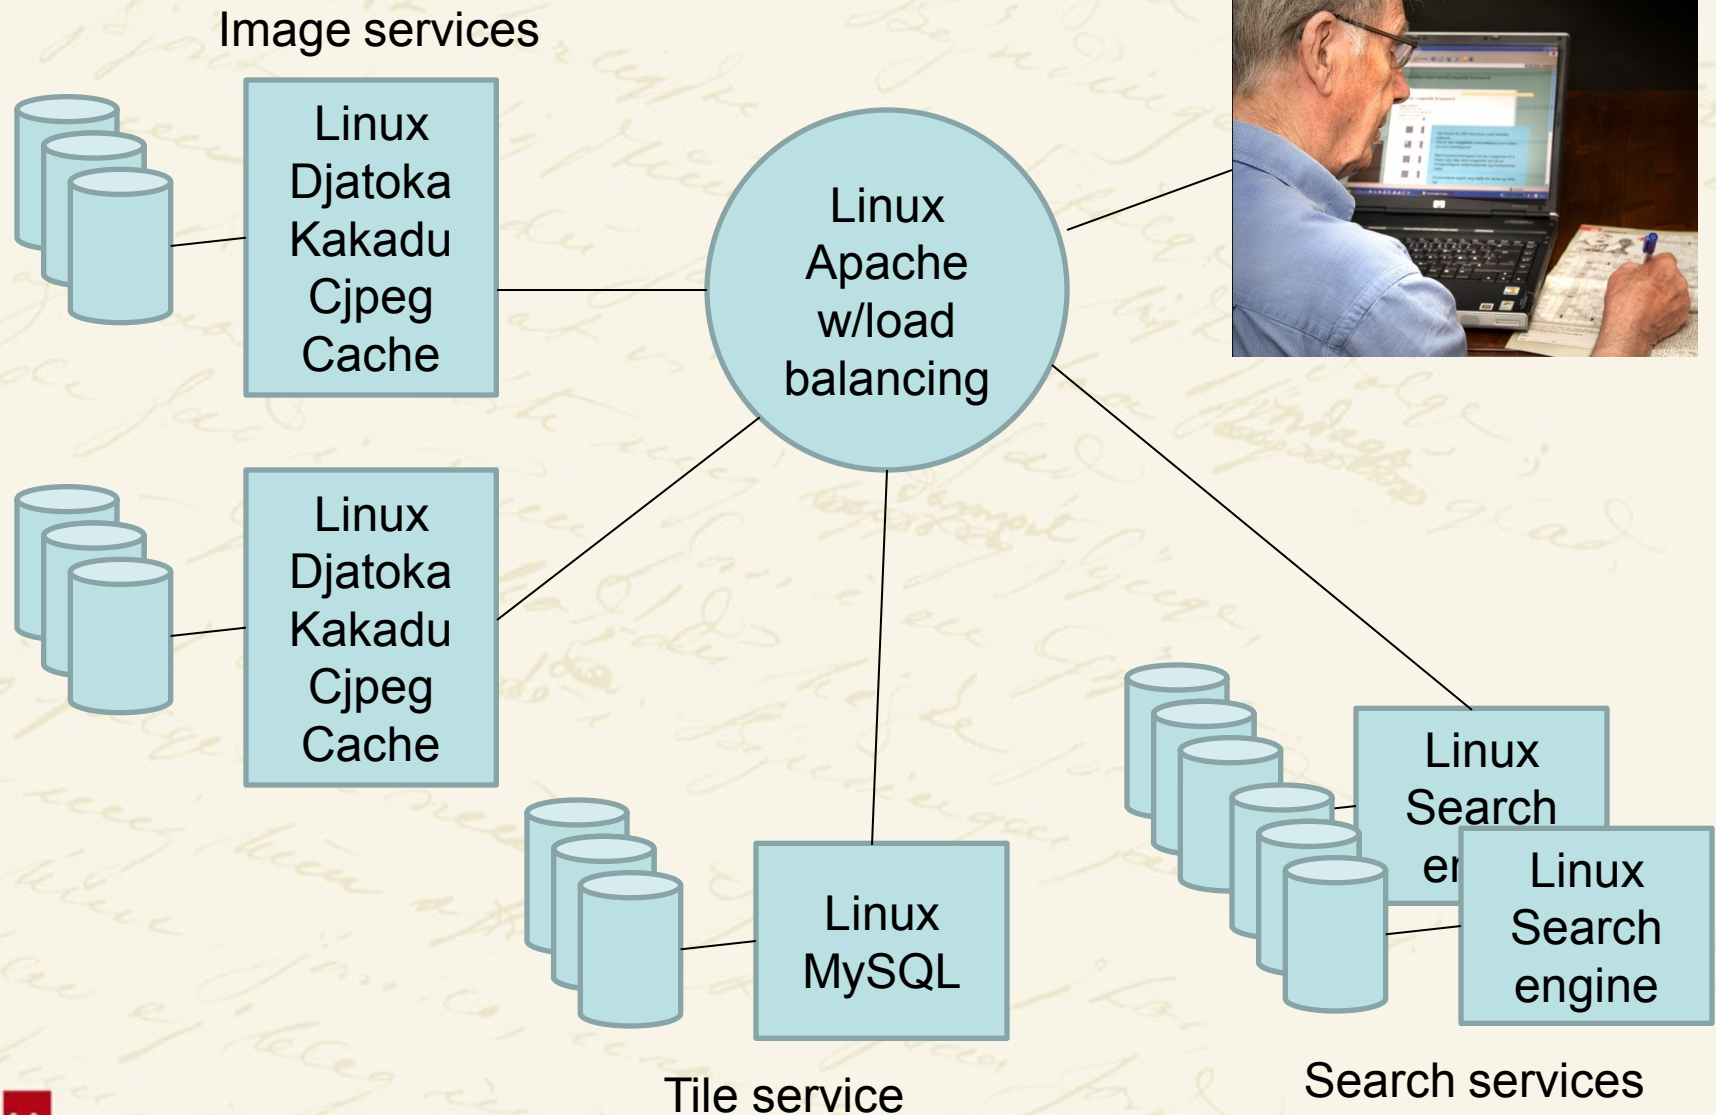 Image services
Linux
Djatoka
Kakadu
Cjpeg
Cache
Linux
Apache
w/load
balancing
Linux
Djatoka
Kakadu
Cjpeg
Cache
Linux
MySQL
Tile service
Linux
Search
Linux
Search
engine
Search services